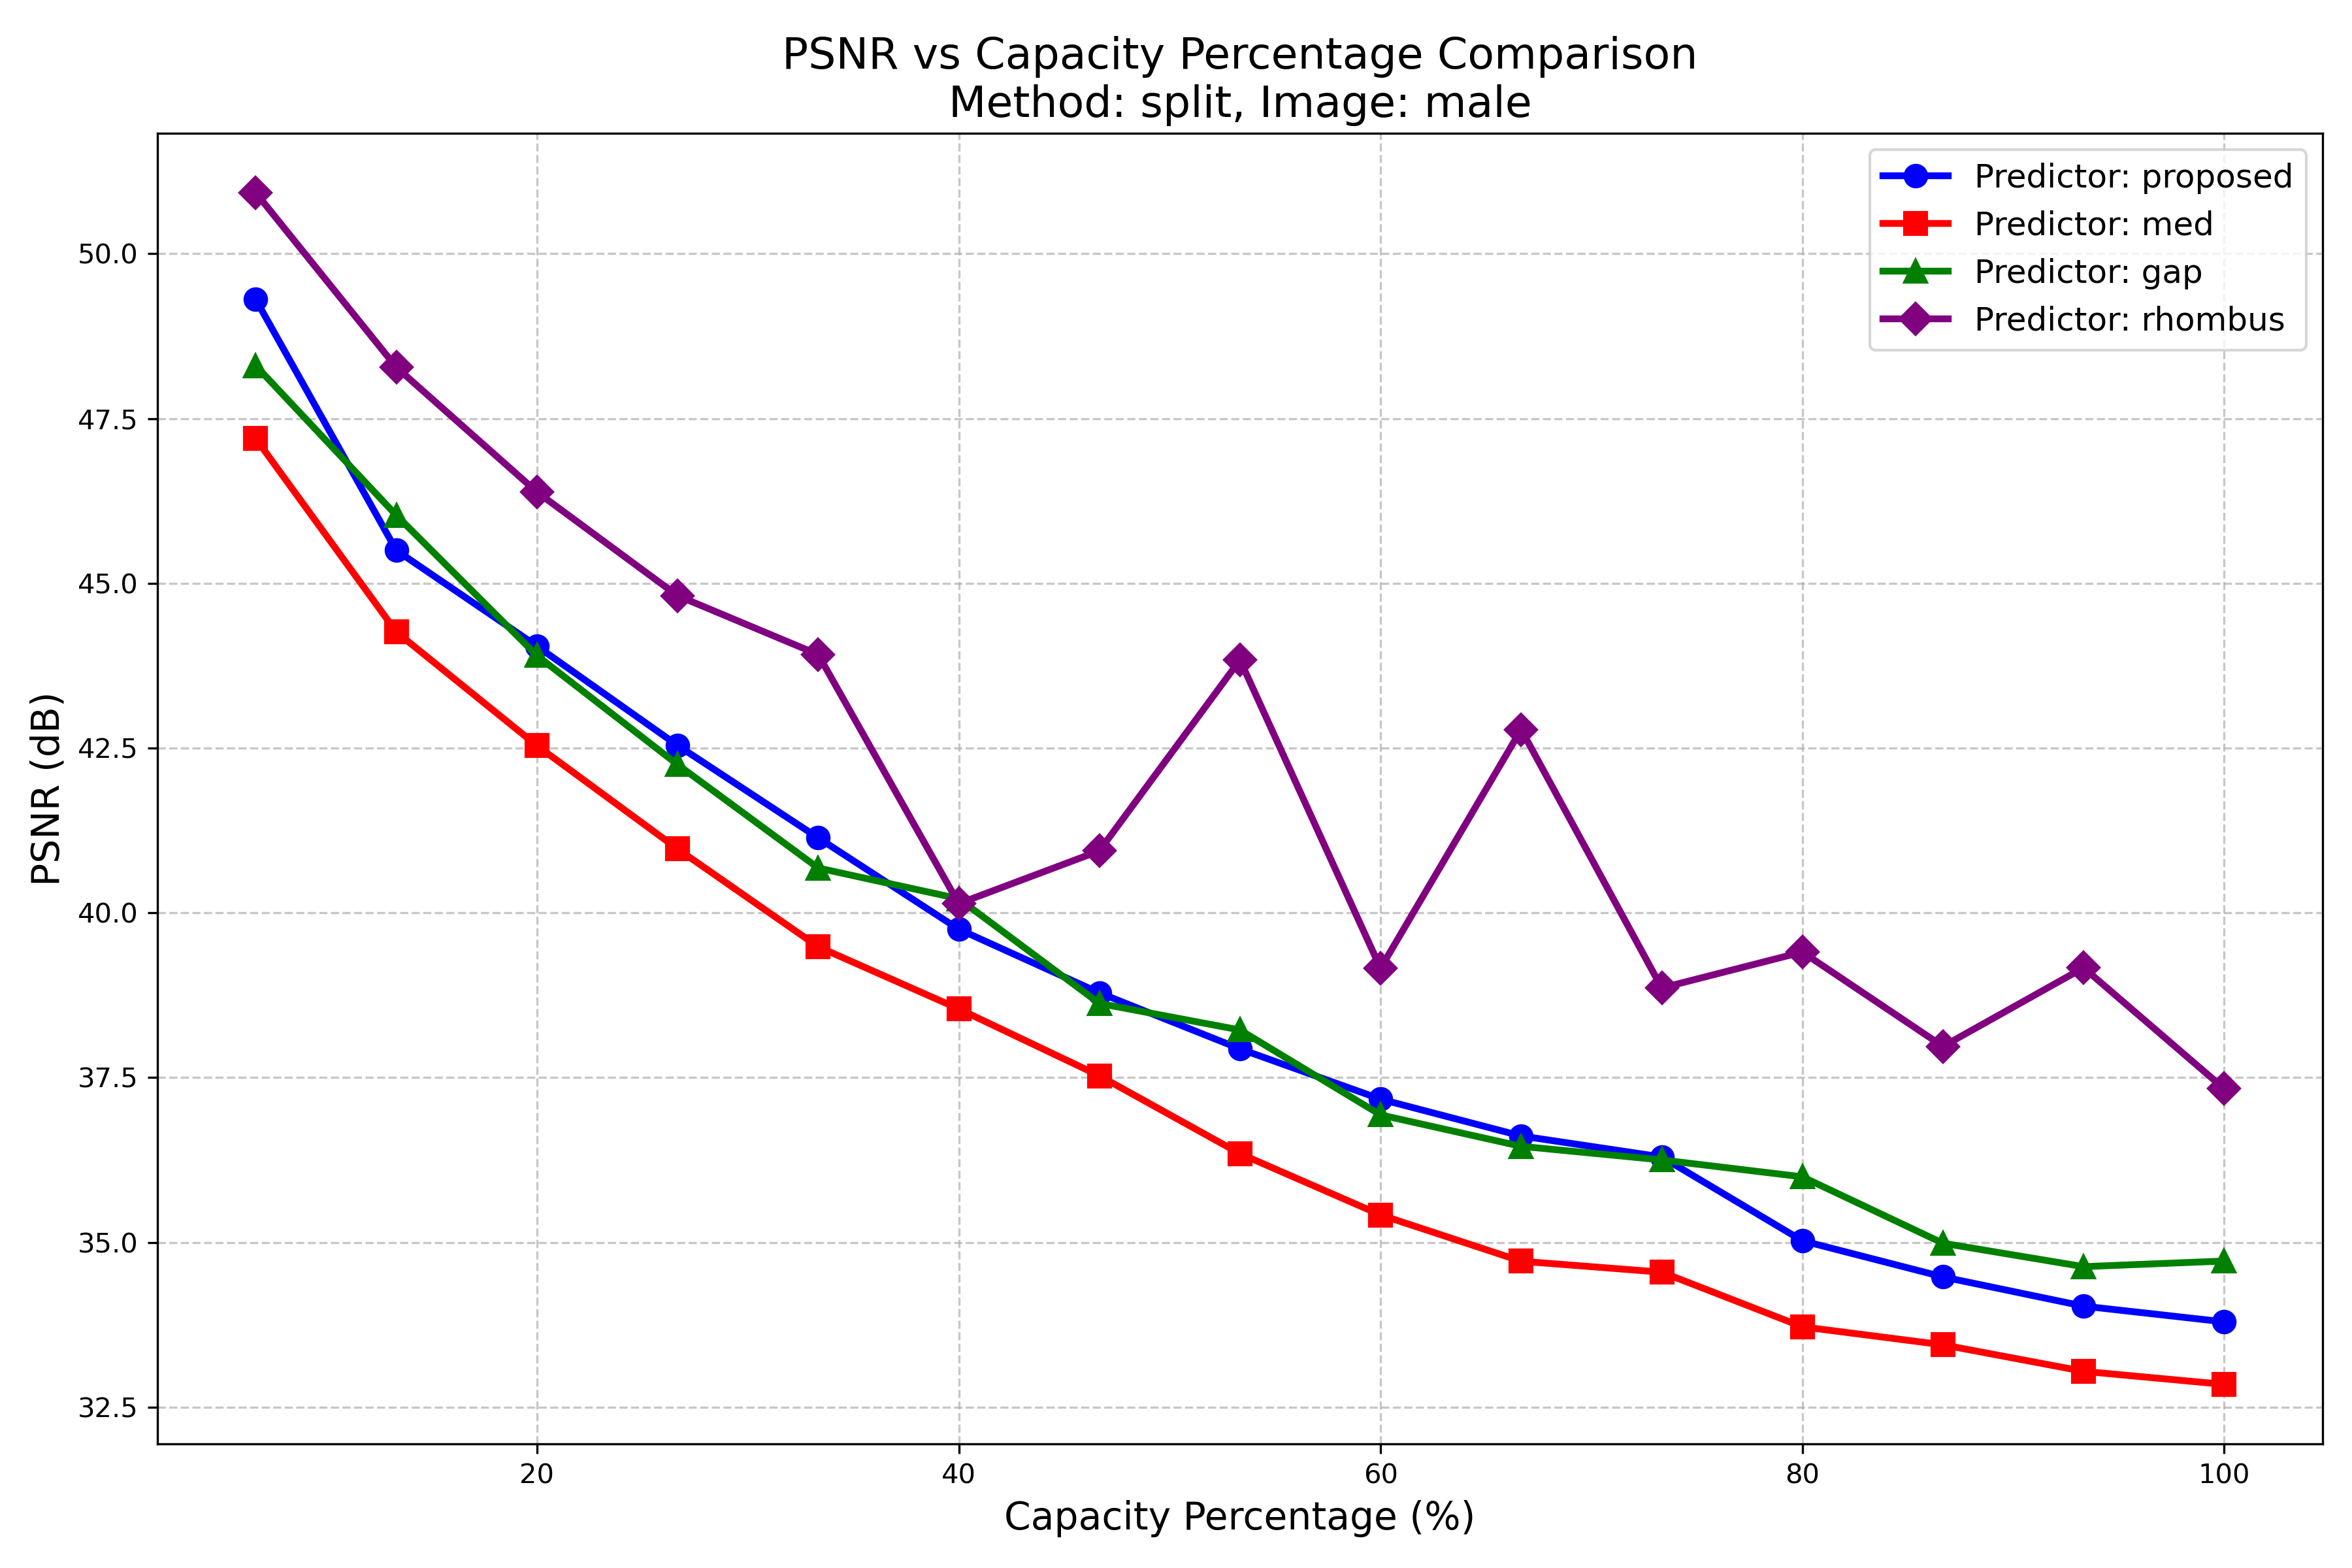 PSNR vs Capacity Percentage Comparison
Method: split, Image: male
Predictor: proposed
Predictor: med
Predictor: gap
Predictor: rhombus
PSNR (dB)
50.0
47.5
45.0
42.5
40.0
37.5
35.0
32.5
20 40 60 80 100
Capacity Percentage (%)